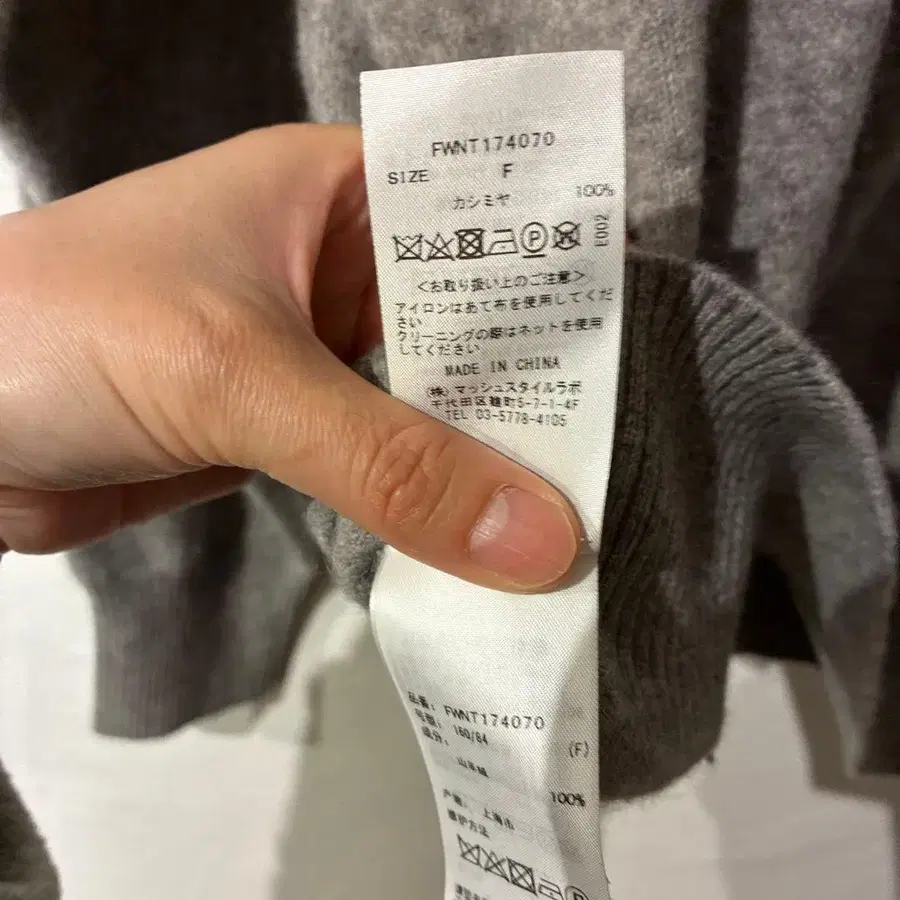 FWNT174070
SIZE F
カシミヤ 100%
P
E002
<お取り扱い上のご注意>
アイロンはあて布を使用してくだ
さい
クリーニングの際はネットを使用
してください
MADE IN CHINA
(株)マッシュスタイルラボ
千代田区麹町5-7-1-4F
TEL 03-5778-4105
品番: FWNT174070
号型: 160/84 (F)
成分:
山羊绒 100%
产地: 上海市
维护方法
P